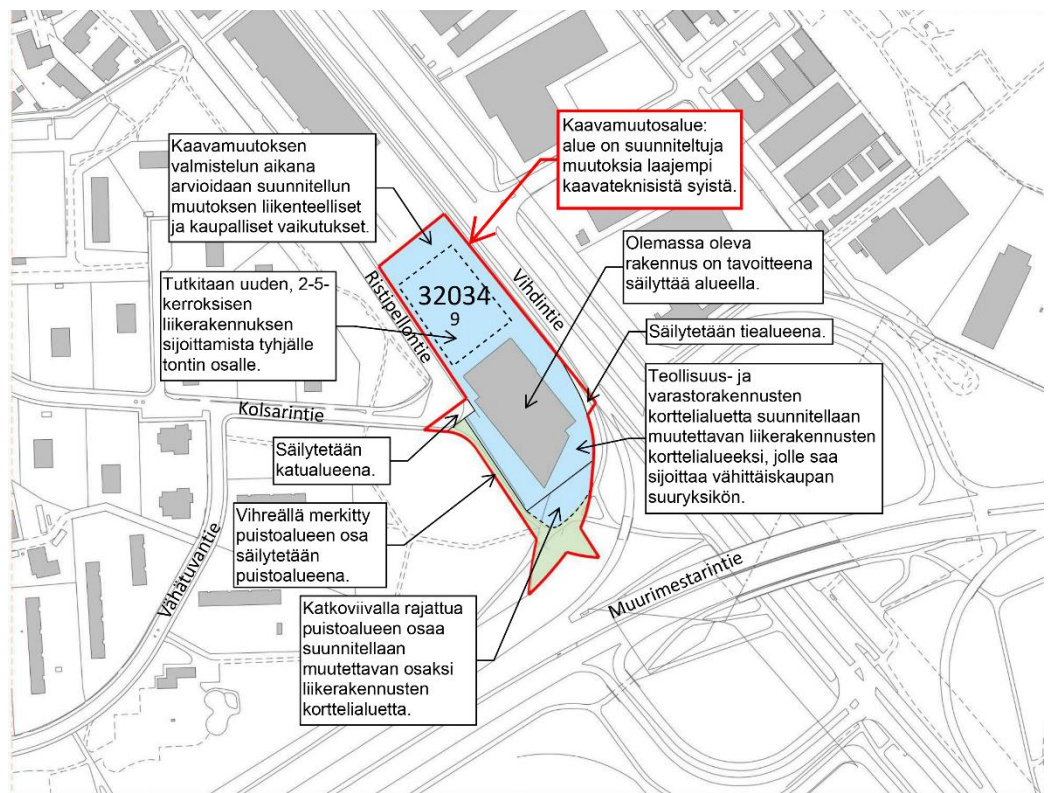 Kaavamuutoksen
valmistelun aikana
arvioidaan suunnitellun
muutoksen liikenteelliset
ja kaupalliset vaikutukset.
Kaavamuutosalue:
alue on suunniteltuja
muutoksia laajempi
kaavateknisistä syistä.
Olemassa oleva
rakennus on tavoitteena
säilyttää alueella.
Tutkitaan uuden, 2-5-
kerroksisen
liikerakennuksen
sijoittamista tyhjälle
tontin osalle.
Ristipellontie
32034
9
Vihdintie
Säilytetään tiealueena.
Teollisuus- ja
varastorakennusten
korttelialuetta suunnitellaan
muutettavan liikerakennusten
korttelialueeksi, jolle saa
sijoittaa vähittäiskaupan
suuryksikön.
Kolsarintie
Säilytetään
katualueena.
Vihreällä merkitty
puistoalueen osa
säilytetään
puistoalueena.
Vähätuvantie
Muurimestarintie
Katkoviivalla rajattua
puistoalueen osaa
suunnitellaan
muutettavan osaksi
liikerakennusten
korttelialuetta.